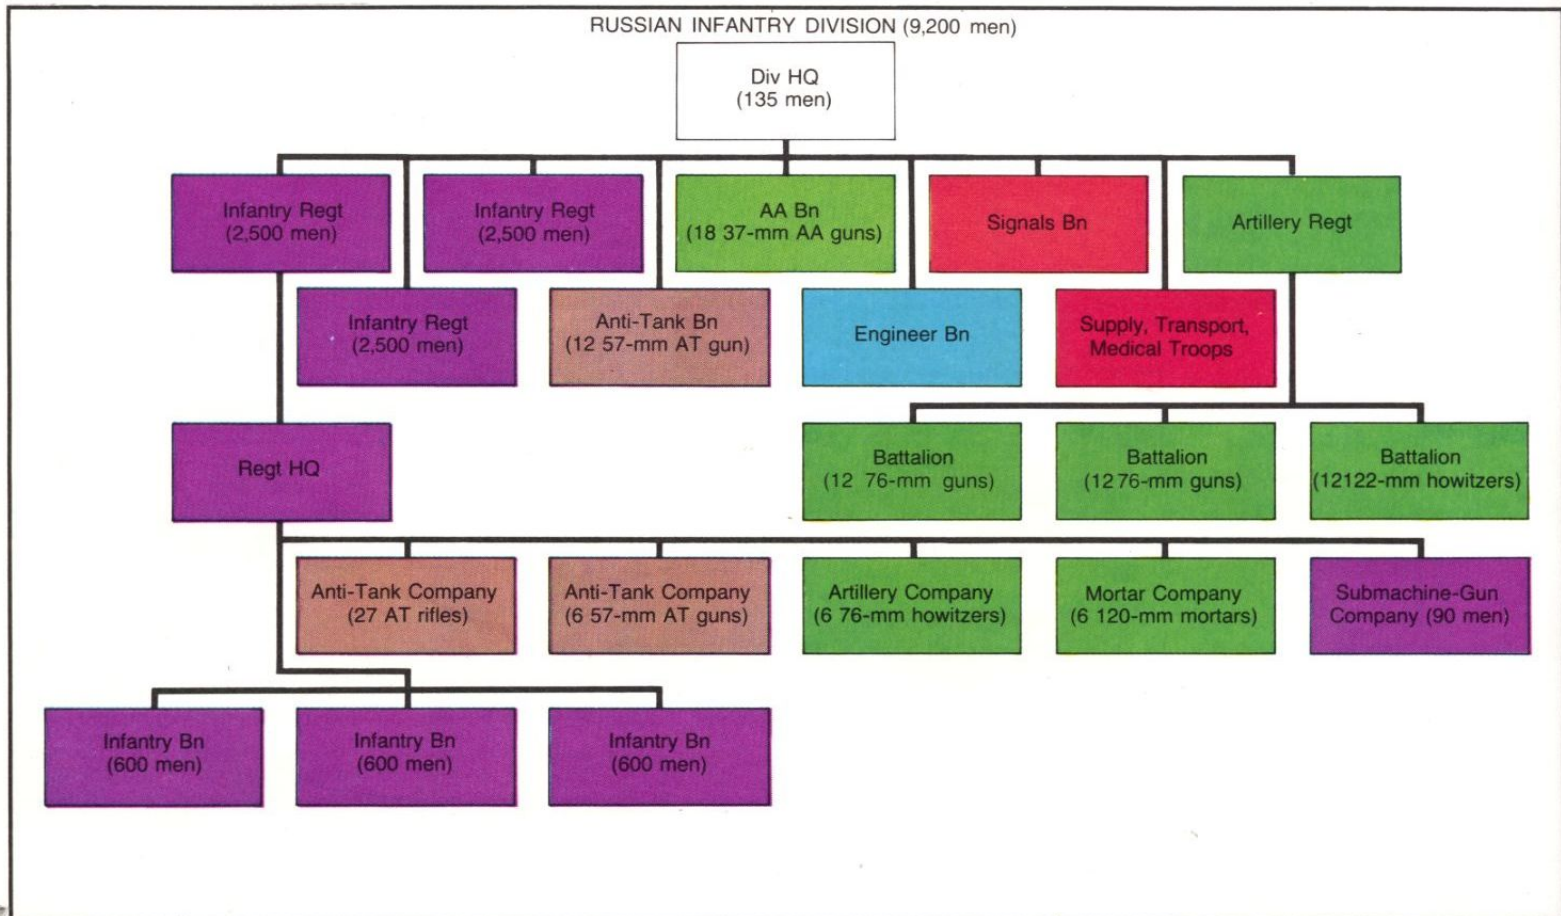 RUSSIAN INFANTRY DIVISION (9,200 men)
Div HQ
(135 men)
Infantry Regt
(2,500 men)
Infantry Regt
(2,500 men)
AA Bn
(18 37-mm AA guns)
Signals Bn
Artillery Regt
Infantry Regt
(2,500 men)
Anti-Tank Bn
(12 57-mm AT gun)
Engineer Bn
Supply, Transport,
Medical Troops
Regt HQ
Battalion
(12 76-mm guns)
Battalion
(12 76-mm guns)
Battalion
(12122-mm howitzers)
Anti-Tank Company
(27 AT rifles)
Anti-Tank Company
(6 57-mm AT guns)
Artillery Company
(6 76-mm howitzers)
Mortar Company
(6 120-mm mortars)
Submachine-Gun
Company (90 men)
Infantry Bn
(600 men)
Infantry Bn
(600 men)
Infantry Bn
(600 men)